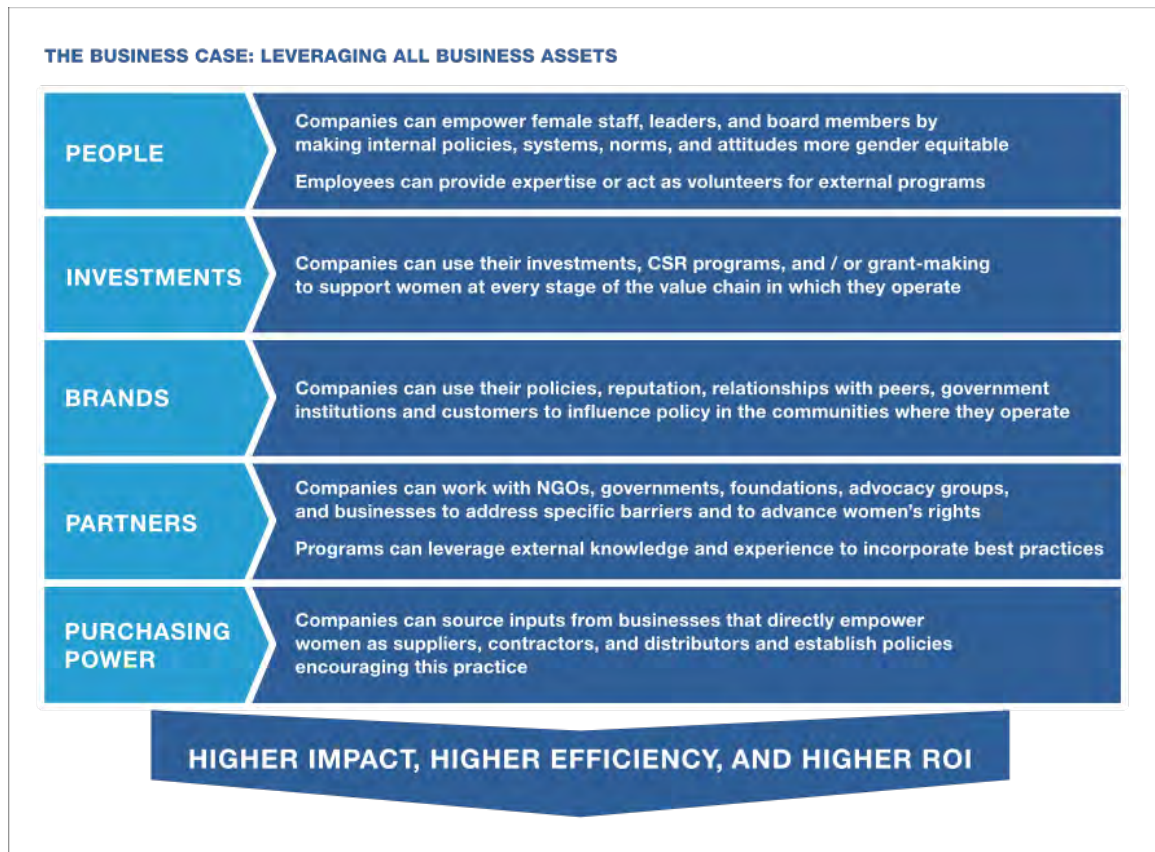 THE BUSINESS CASE: LEVERAGING ALL BUSINESS ASSETS
PEOPLE
Companies can empower female staff, leaders, and board members by
making internal policies, systems, norms, and attitudes more gender equitable
Employees can provide expertise or act as volunteers for external programs
INVESTMENTS
Companies can use their investments, CSR programs, and / or grant-making
to support women at every stage of the value chain in which they operate
BRANDS
Companies can use their policies, reputation, relationships with peers, government
institutions and customers to influence policy in the communities where they operate
PARTNERS
Companies can work with NGOs, governments, foundations, advocacy groups,
and businesses to address specific barriers and to advance women's rights
Programs can leverage external knowledge and experience to incorporate best practices
PURCHASING
POWER
Companies can source inputs from businesses that directly empower
women as suppliers, contractors, and distributors and establish policies
encouraging this practice
HIGHER IMPACT, HIGHER EFFICIENCY, AND HIGHER ROI